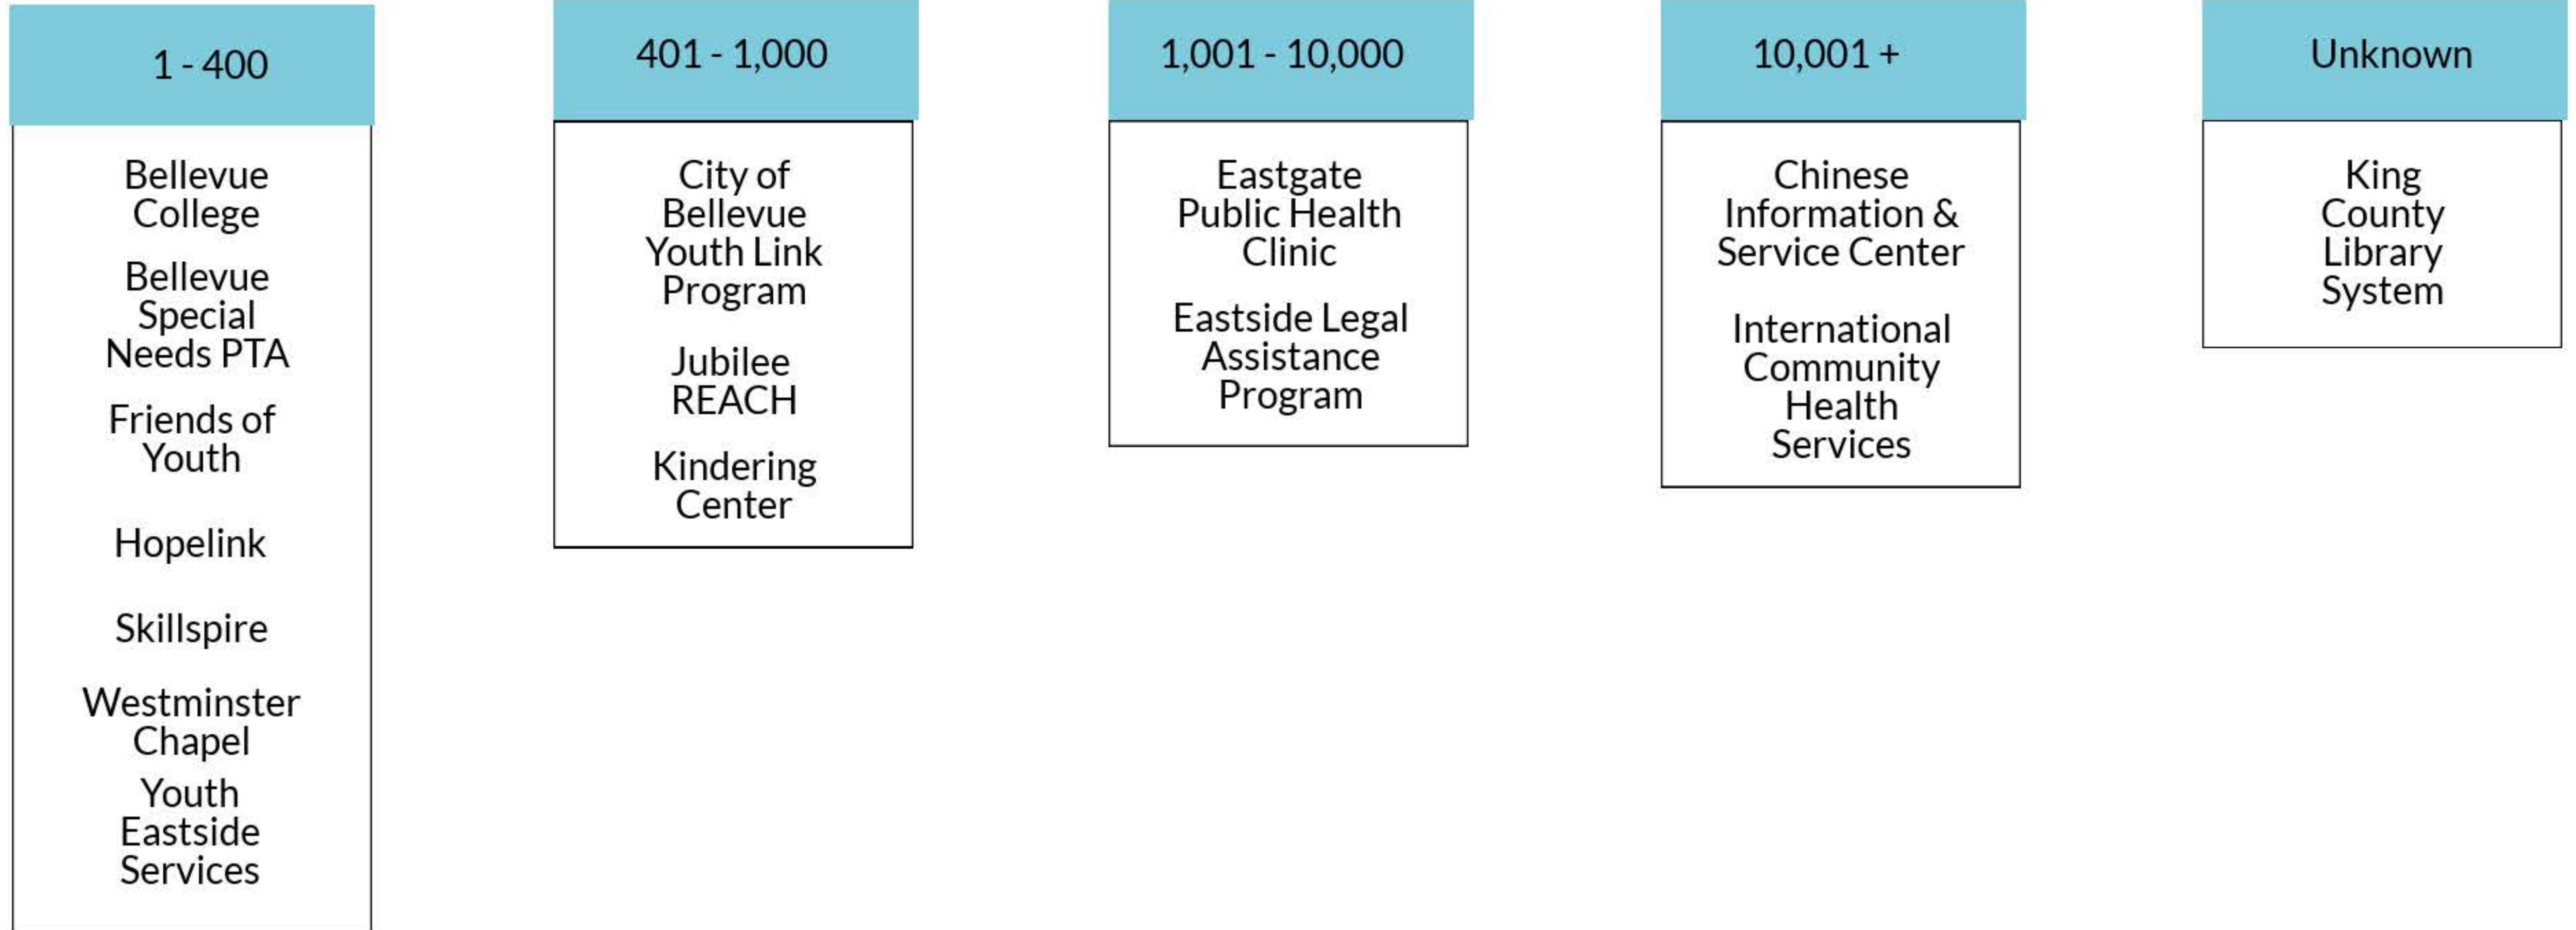 1 - 400
Bellevue
College
Bellevue
Special
Needs PTA
Friends of
Youth
Hopelink
Skillspire
Westminster
Chapel
Youth
Eastside
Services
401 - 1,000
City of
Bellevue
Youth Link
Program
Jubilee
REACH
Kindering
Center
1,001 - 10,000
Eastgate
Public Health
Clinic
Eastside Legal
Assistance
Program
10,001 +
Chinese
Information &
Service Center
International
Community
Health
Services
Unknown
King
County
Library
System